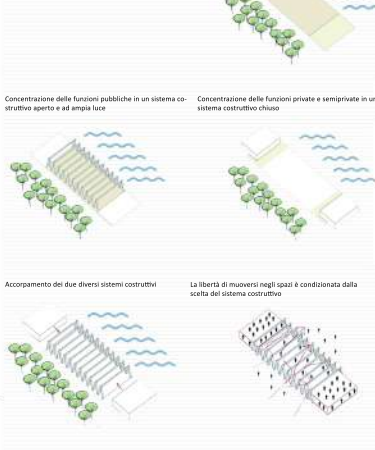 Concentrazione delle funzioni pubbliche in un sistema co-
struttivo aperto e ad ampia luce
Concentrazione delle funzioni private e semiprivate in un
sistema costruttivo chiuso
Accorpamento dei due diversi sistemi costruttivi
La libertà di muoversi negli spazi è condizionata dalla
scelta del sistema costruttivo